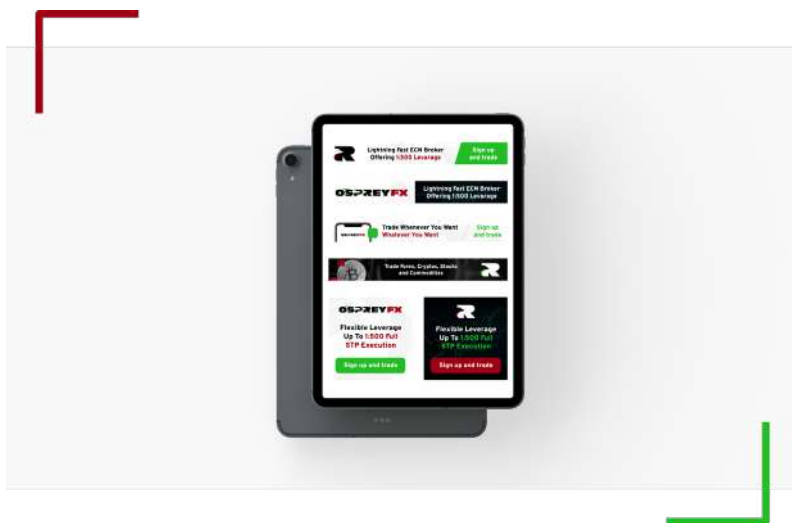 Lightning Fast ECN Broker
Offering 1:500 Leverage
Sign up
and trade
OSPREYFX
Lightning Fast ECN Broker
Offering 1:500 Leverage
OSPREYFX
Trade Whenever You Want
Whatever You Want
Sign up
and trade
Trade Forex, Cryptos, Stocks
and Commodities
OSPREYFX
Flexible Leverage
Up To 1:500 Full
STP Execution
Sign up and trade
Flexible Leverage
Up To 1:500 Full
STP Execution
Sign up and trade